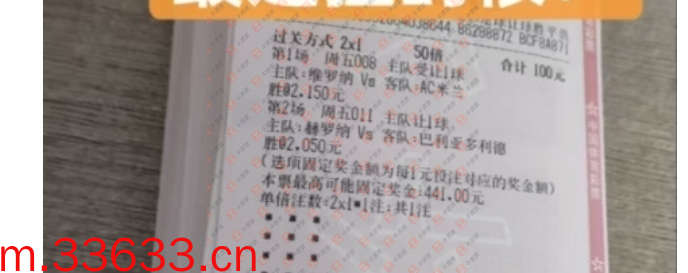 过关方式 2x1 50倍 合计 100元
第1场 周五008 主队受让1球
主队:维罗纳 Vs 客队:AC米兰
胜@2.150元
第2场 周五011 主队让1球
主队:赫罗纳 Vs 客队:巴利亚多利德
胜@2.050元
(选项固定奖金额为每1元投注对应的奖金额)
本票最高可能固定奖金:441.00元
单倍注数:2x1*1注;共1注
m.33633.cn